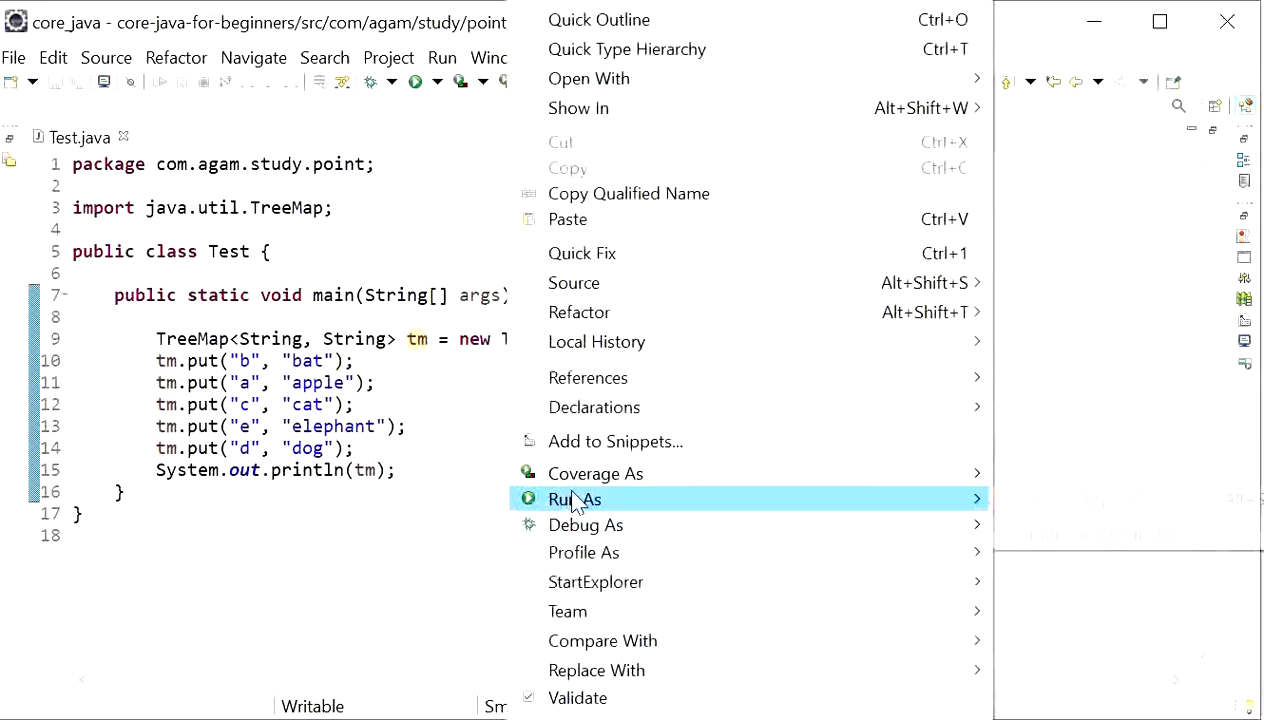 core_java - core-java-for-beginners/src/com/agam/study/point
File Edit Source Refactor Navigate Search Project Run Winc
Test.java
1 package com.agam.study.point;
2
3 import java.util.TreeMap;
4
5 public class Test {
6
7 public static void main(String[] args)
8
9 TreeMap<String, String> tm = new T
10 tm.put("b", "bat");
11 tm.put("a", "apple");
12 tm.put("c", "cat");
13 tm.put("e", "elephant");
14 tm.put("d", "dog");
15 System.out.println(tm);
16 }
17 }
18
Writable Sm
Quick Outline Ctrl+O
Quick Type Hierarchy Ctrl+T
Open With
Show In Alt+Shift+W
Cut Ctrl+X
Copy Ctrl+C
Copy Qualified Name
Paste Ctrl+V
Quick Fix Ctrl+1
Source Alt+Shift+S
Refactor Alt+Shift+T
Local History
References
Declarations
Add to Snippets...
Coverage As
Run As
Debug As
Profile As
StartExplorer
Team
Compare With
Replace With
Validate